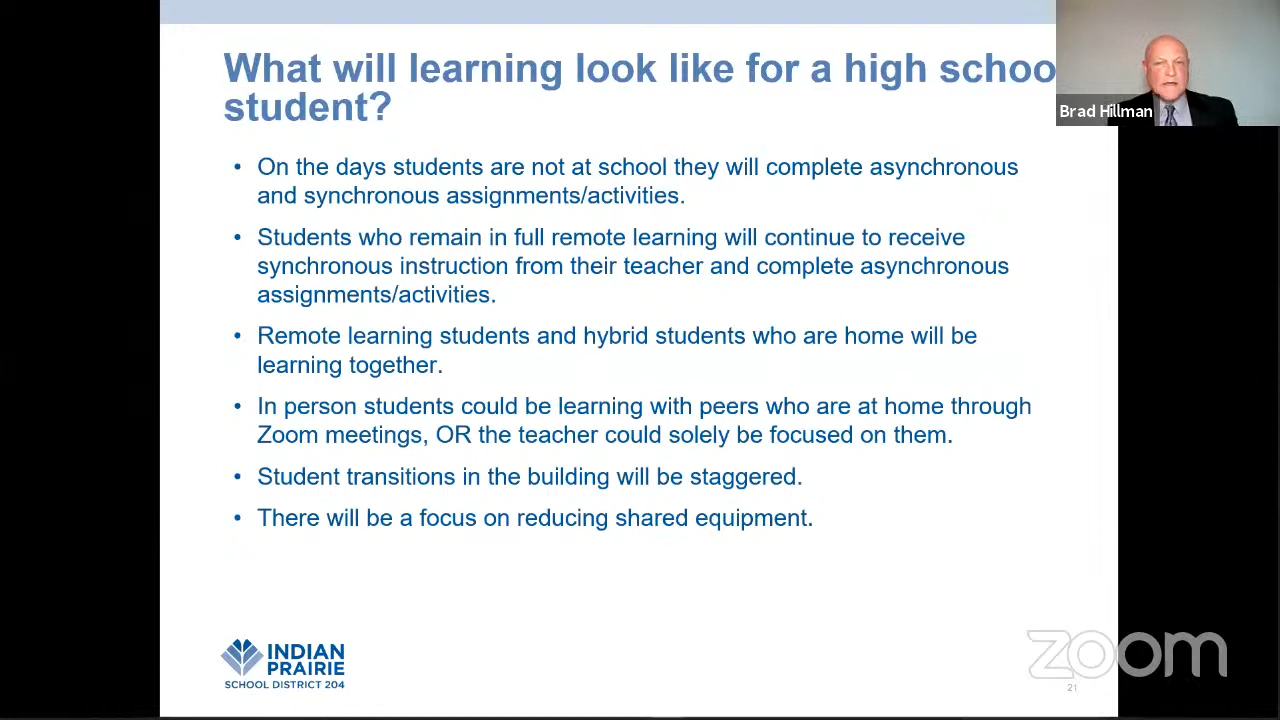 What will learning look like for a high schoo
student?
Brad Hillman
• On the days students are not at school they will complete asynchronous
and synchronous assignments/activities.
• Students who remain in full remote learning will continue to receive
synchronous instruction from their teacher and complete asynchronous
assignments/activities.
• Remote learning students and hybrid students who are home will be
learning together.
• In person students could be learning with peers who are at home through
Zoom meetings, OR the teacher could solely be focused on them.
• Student transitions in the building will be staggered.
• There will be a focus on reducing shared equipment.
INDIAN
PRAIRIE
SCHOOL DISTRICT 204
zoom
21